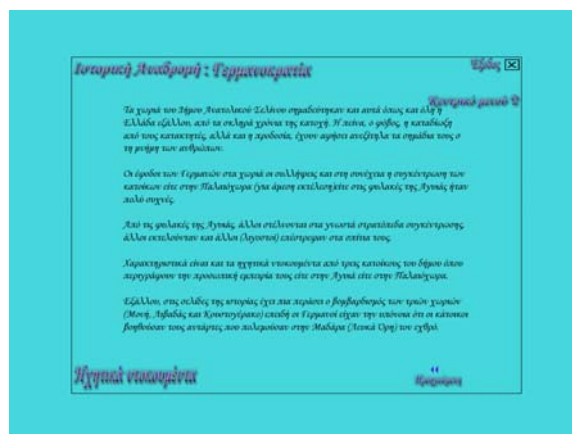 Ιστορική Αναδρομή : Γερμανοκρατία
Έξοδος
Κεντρικό μενού
Τα χωριά του Δήμου Ανατολικού Σελίνου σημαδεύτηκαν και αυτά όπως και όλη η
Ελλάδα εξάλλου, από τα σκληρά χρόνια της κατοχή. Η πείνα, ο φόβος, η καταδίωξη
από τους κατακτητές, αλλά και η προδοσία, έχουν αφήσει ανεξίτηλα τα σημάδια τους σ
τη μνήμη των ανθρώπων.
Οι έφοδοι των Γερμανών στα χωριά οι συλλήψεις και στη συνέχεια η συγκέντρωση των
κατοίκων είτε στην Παλαιόχωρα (για άμεση εκτέλεση)είτε στις φυλακές της Αγυιάς ήταν
πολύ συχνές.
Από τις φυλακές της Αγυιάς, άλλοι στέλνονται στα γνωστά στρατόπεδα συγκέντρωσης,
άλλοι εκτελούνταν και άλλοι (λιγοστοί) επέστρεφαν στα σπίτια τους.
Χαρακτηριστικά είναι και τα ηχητικά ντοκουμέντα από τρεις κατοίκους του δήμου όπου
περιγράφουν την προσωπική εμπειρία τους είτε στην Αγυιά είτε στην Παλαιόχωρα.
Εξάλλου, στις σελίδες της ιστορίας έχει πια περάσει ο βομβαρδισμός των τριών χωριών
(Μονή, Λιβαδάς και Κουστογέρακο) επειδή οι Γερμανοί είχαν την υπόνοια ότι οι κάτοικοι
βοηθούσαν τους αντάρτες που πολεμούσαν στην Μαδάρα (Λευκά Όρη) τον εχθρό.
Ηχητικά ντοκουμέντα
Προηγούμενη